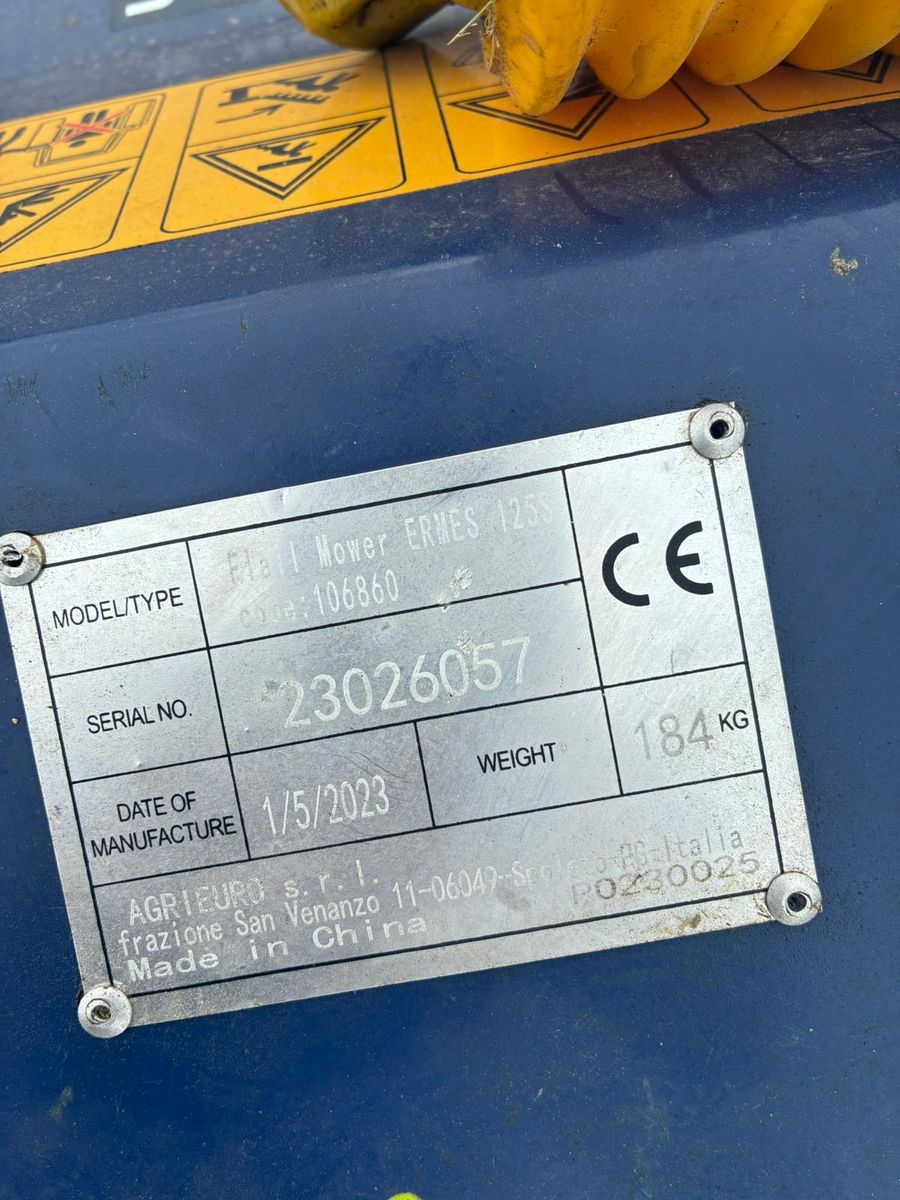 MODEL/TYPE
Flail Mower ERMES 125S
code:106860
CE
SERIAL NO.
23026057
DATE OF
MANUFACTURE
1/5/2023
WEIGHT
184 KG
AGRIEURO s.r.l.
frazione San Venanzo 11-06049-Spoleto-PG-Italia
Made in China
PO230025